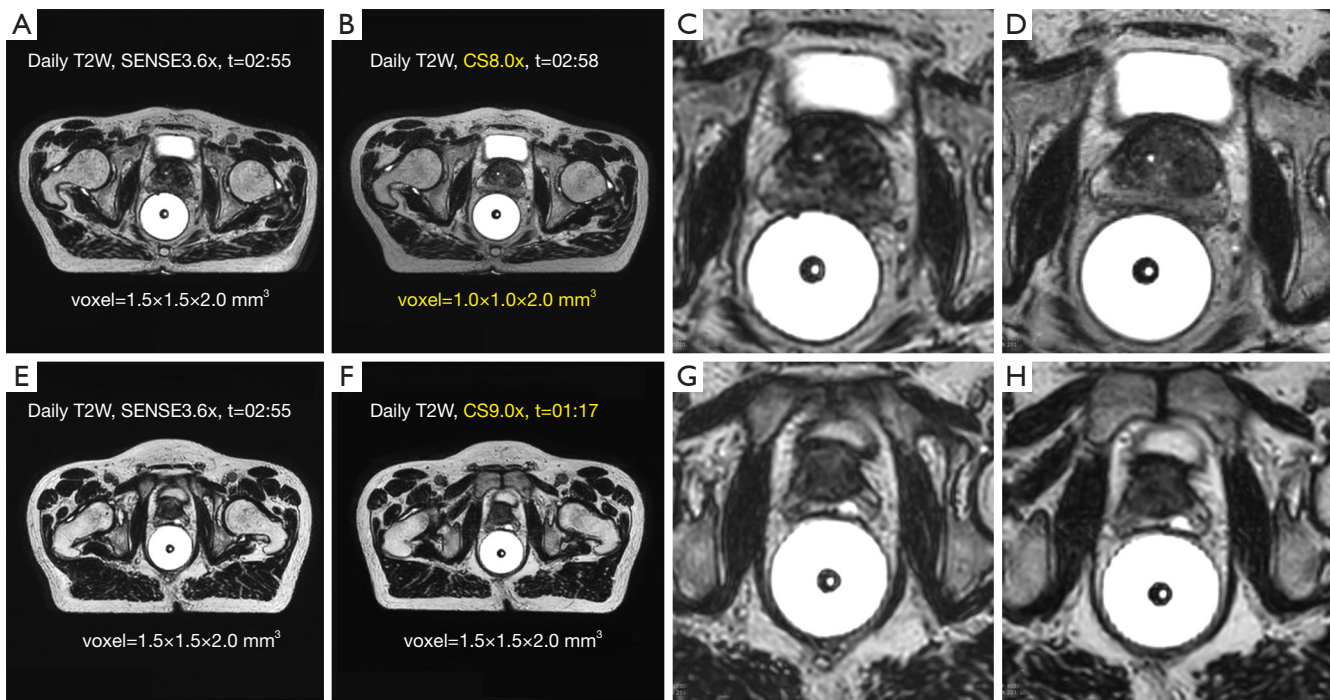 A
Daily T2W, SENSE3.6x, t=02:55
voxel=1.5×1.5×2.0 mm³
B
Daily T2W, CS8.0x, t=02:58
voxel=1.0×1.0×2.0 mm³
C
D
E
Daily T2W, SENSE3.6x, t=02:55
voxel=1.5×1.5×2.0 mm³
F
Daily T2W, CS9.0x, t=01:17
voxel=1.5×1.5×2.0 mm³
G
H